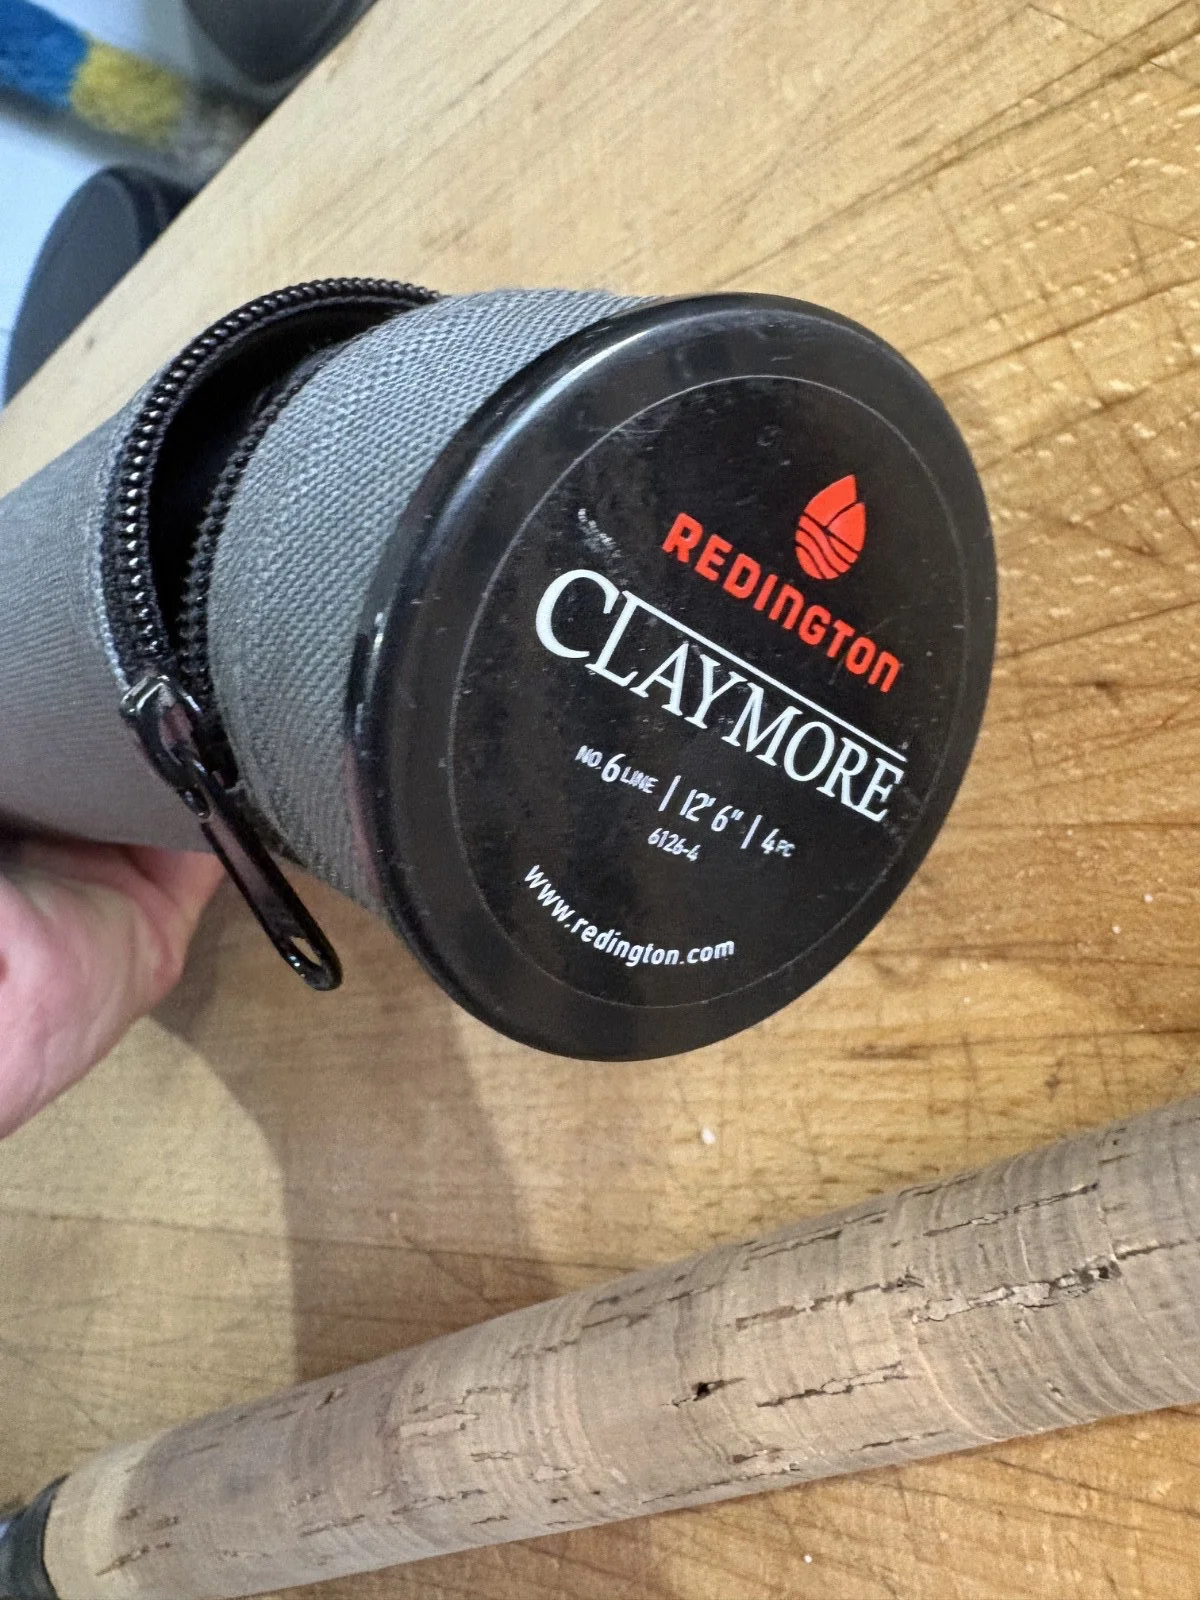 REDINGTON
CLAYMORE
NO. 6 LINE | 12' 6" | 4 PC
6126-4
www.redington.com